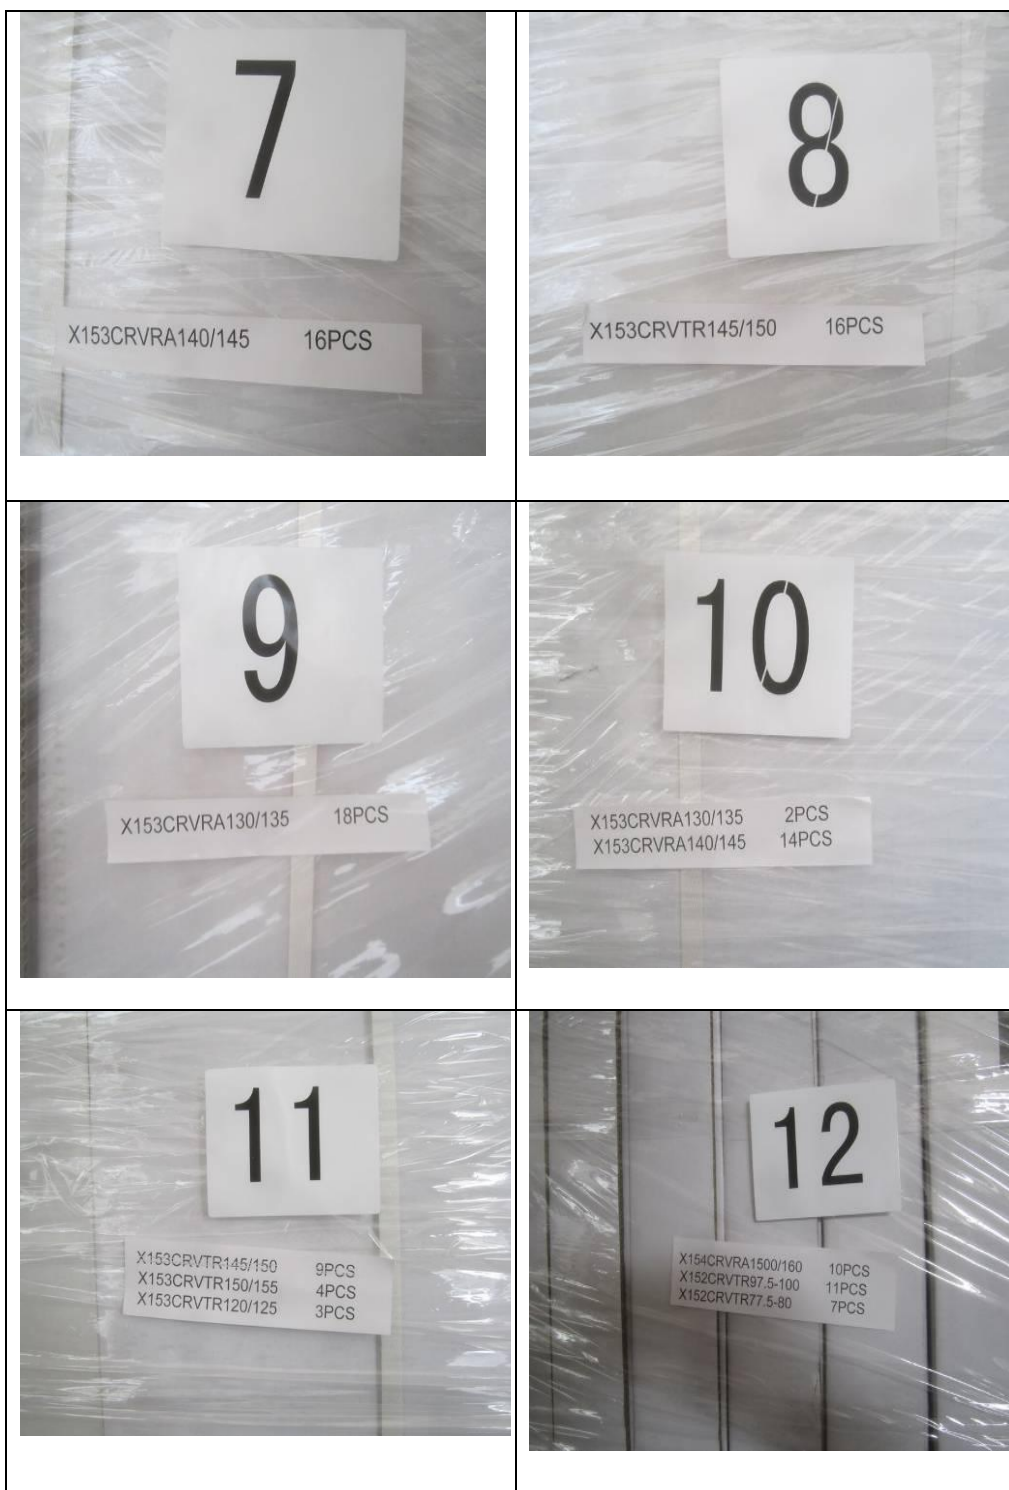 7
X153CRVRA140/145 16PCS
8
X153CRVTR145/150 16PCS
9
X153CRVRA130/135 18PCS
10
X153CRVRA130/135 2PCS
X153CRVRA140/145 14PCS
11
X153CRVTR145/150 9PCS
X153CRVTR150/155 4PCS
X153CRVTR120/125 3PCS
12
X154CRVRA1500/160 10PCS
X152CRVTR97.5-100 11PCS
X152CRVTR77.5-80 7PCS